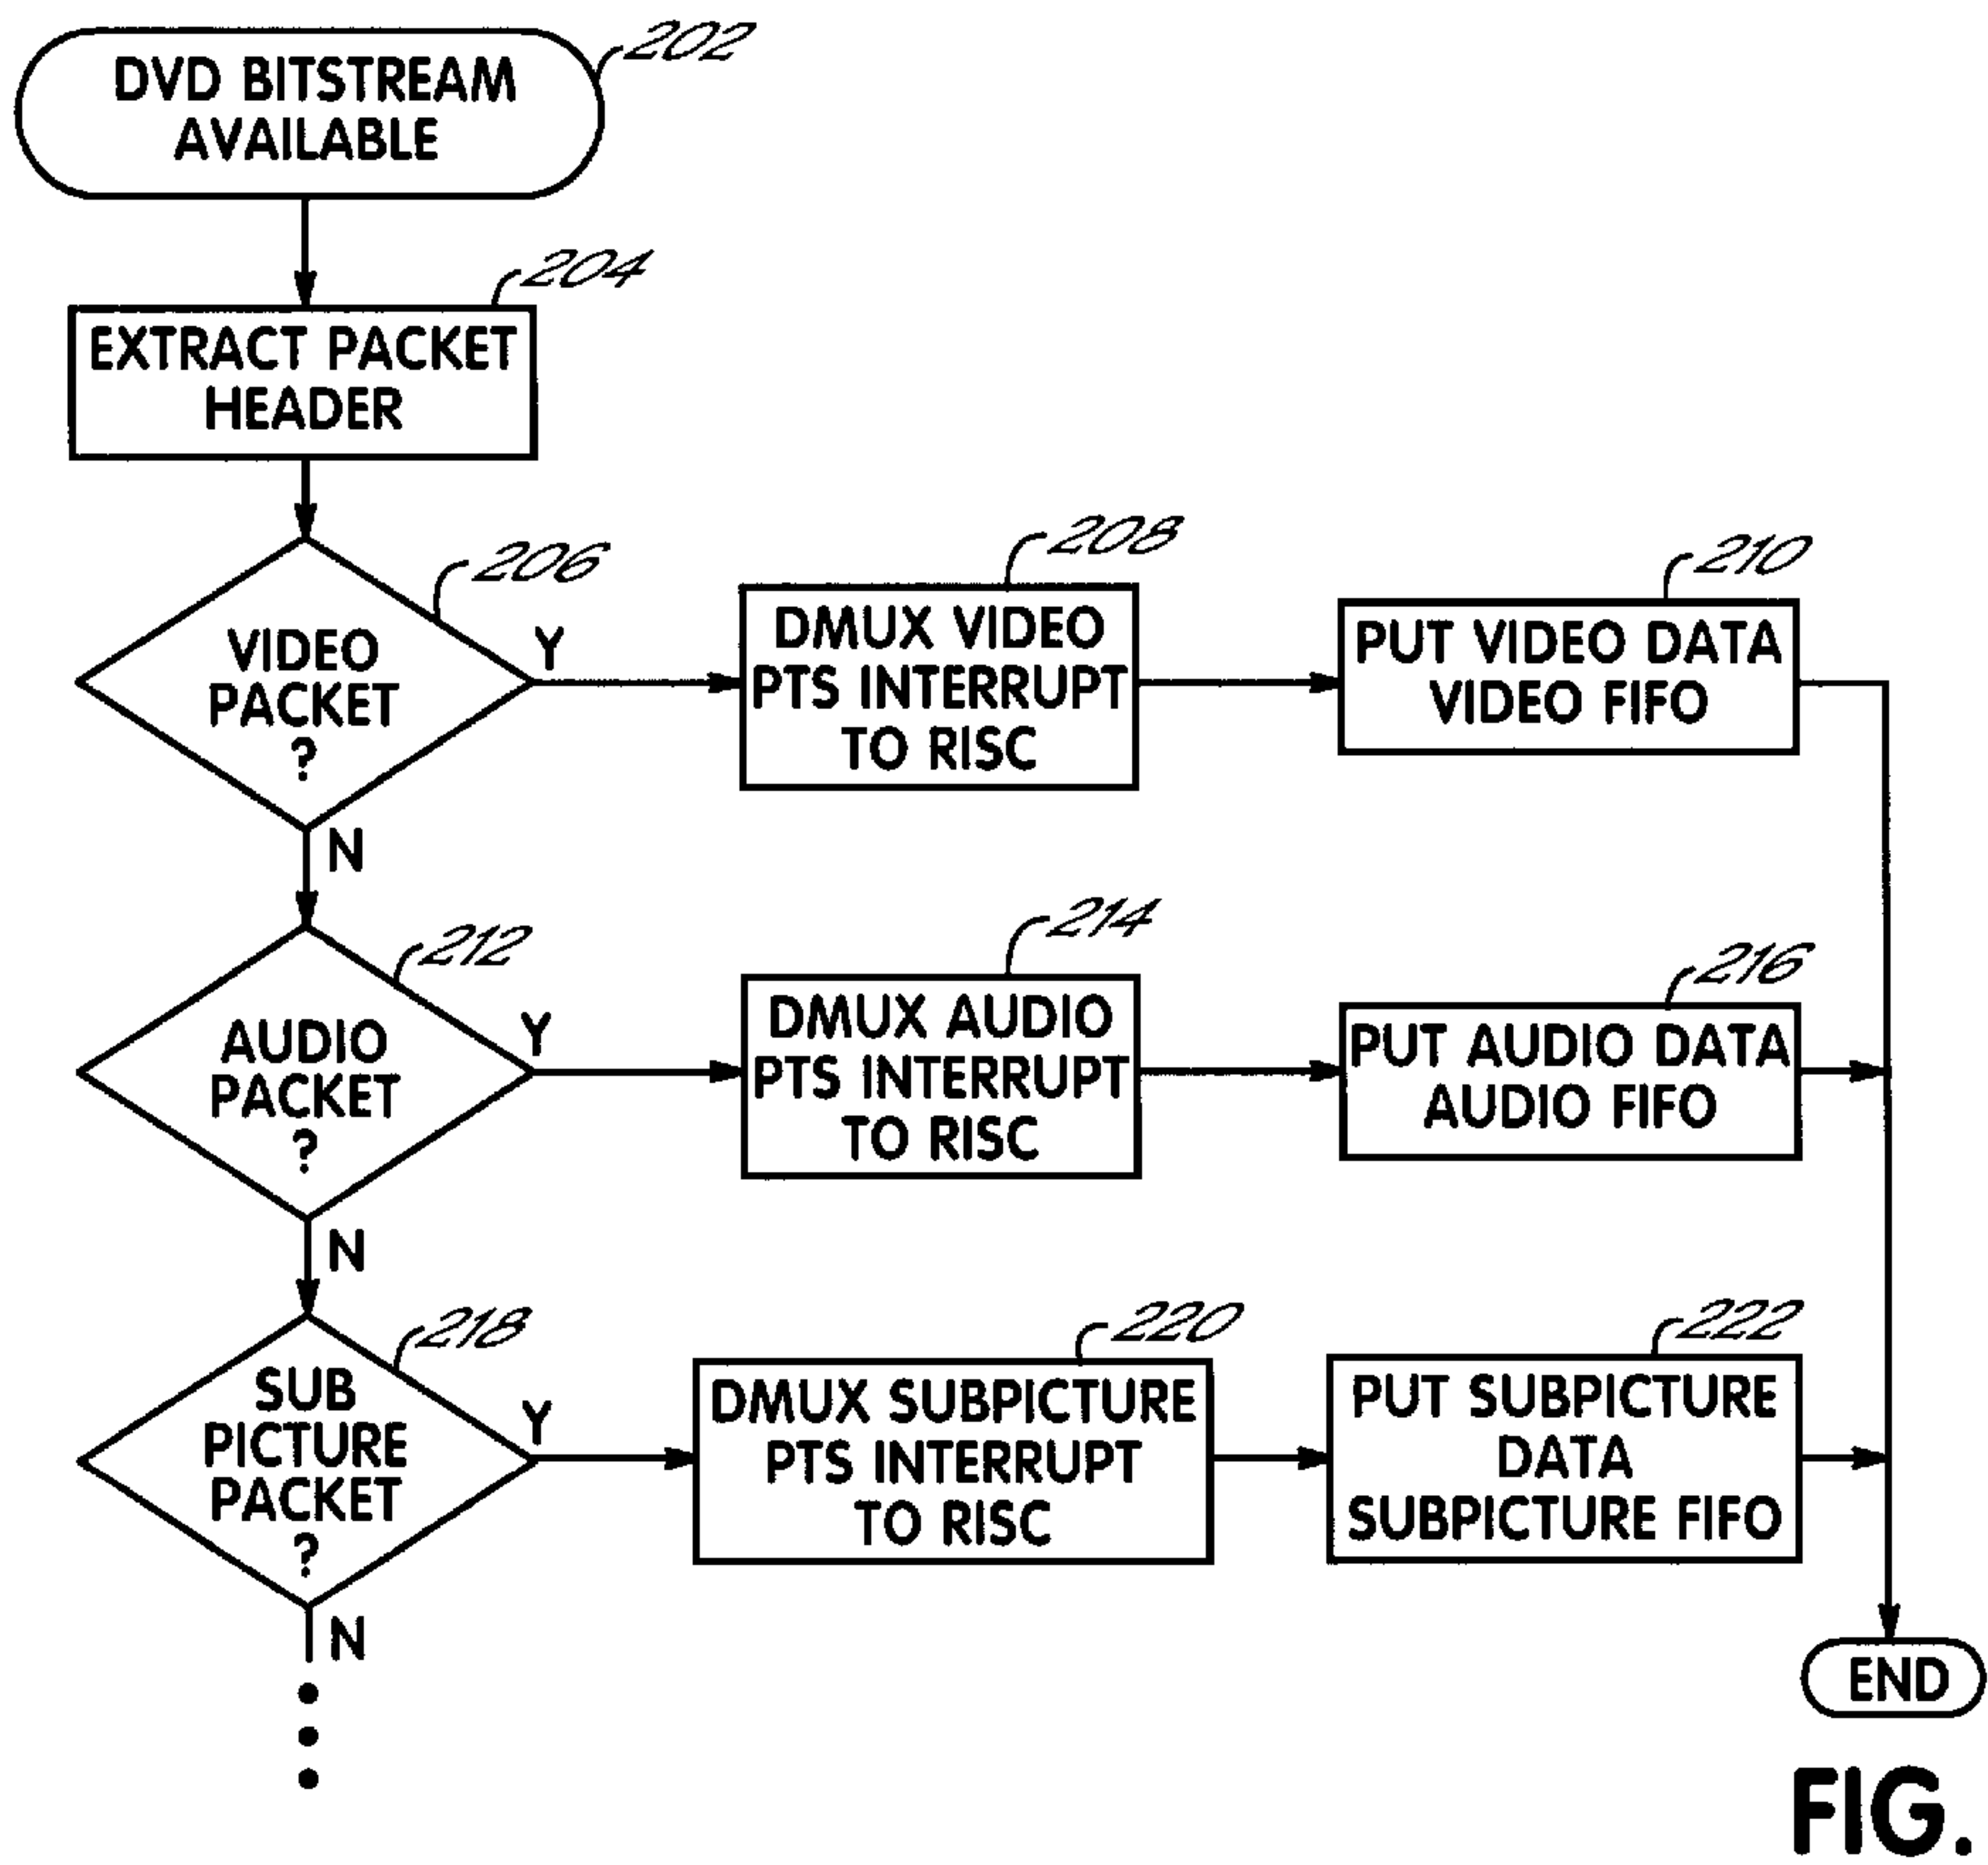 202
DVD BITSTREAM
AVAILABLE
204
EXTRACT PACKET
HEADER
206
VIDEO
PACKET
?
Y
N
208
DMUX VIDEO
PTS INTERRUPT
TO RISC
210
PUT VIDEO DATA
VIDEO FIFO
212
AUDIO
PACKET
?
Y
N
214
DMUX AUDIO
PTS INTERRUPT
TO RISC
216
PUT AUDIO DATA
AUDIO FIFO
218
SUB
PICTURE
PACKET
?
Y
N
220
DMUX SUBPICTURE
PTS INTERRUPT
TO RISC
222
PUT SUBPICTURE
DATA
SUBPICTURE FIFO
END
FIG.